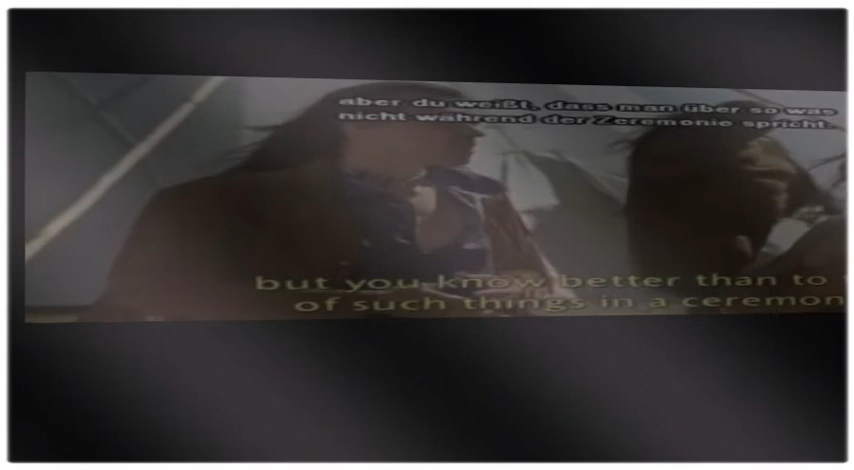 aber du weißt, dass man über so was
nicht während der Zeremonie spricht.
but you know better than to
of such things in a ceremon